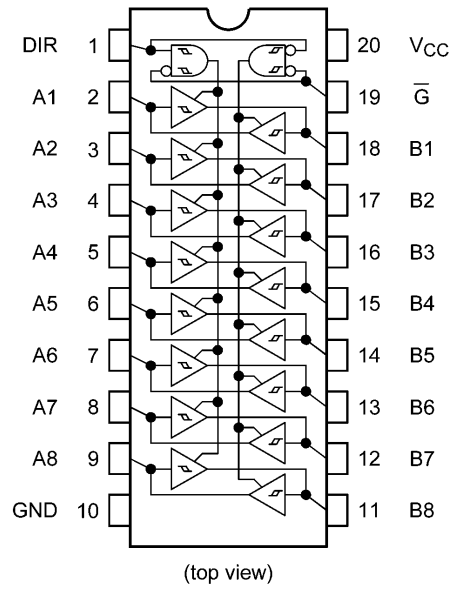 DIR 1 20 VCC
A1 2 19 G̅
A2 3 18 B1
A3 4 17 B2
A4 5 16 B3
A5 6 15 B4
A6 7 14 B5
A7 8 13 B6
A8 9 12 B7
GND 10 11 B8
(top view)